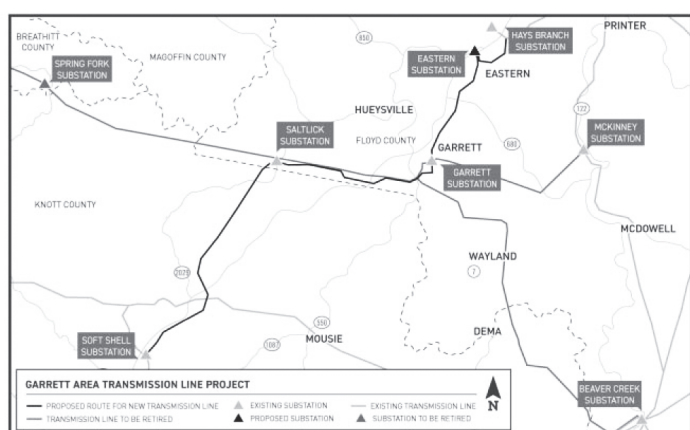 BREATHITT
COUNTY
MAGOFFIN COUNTY
850
PRINTER
HAYS BRANCH
SUBSTATION
SPRING FORK
SUBSTATION
EASTERN
SUBSTATION
EASTERN
HUEYSVILLE
122
SALTLICK
SUBSTATION
FLOYD COUNTY
GARRETT
680
MCKINNEY
SUBSTATION
GARRETT
SUBSTATION
KNOTT COUNTY
MCDOWELL
WAYLAND
7
550
MOUSIE
1087
DEMA
SOFT SHELL
SUBSTATION
GARRETT AREA TRANSMISSION LINE PROJECT
PROPOSED ROUTE FOR NEW TRANSMISSION LINE
EXISTING SUBSTATION
EXISTING TRANSMISSION LINE
TRANSMISSION LINE TO BE RETIRED
PROPOSED SUBSTATION
SUBSTATION TO BE RETIRED
N
BEAVER CREEK
SUBSTATION